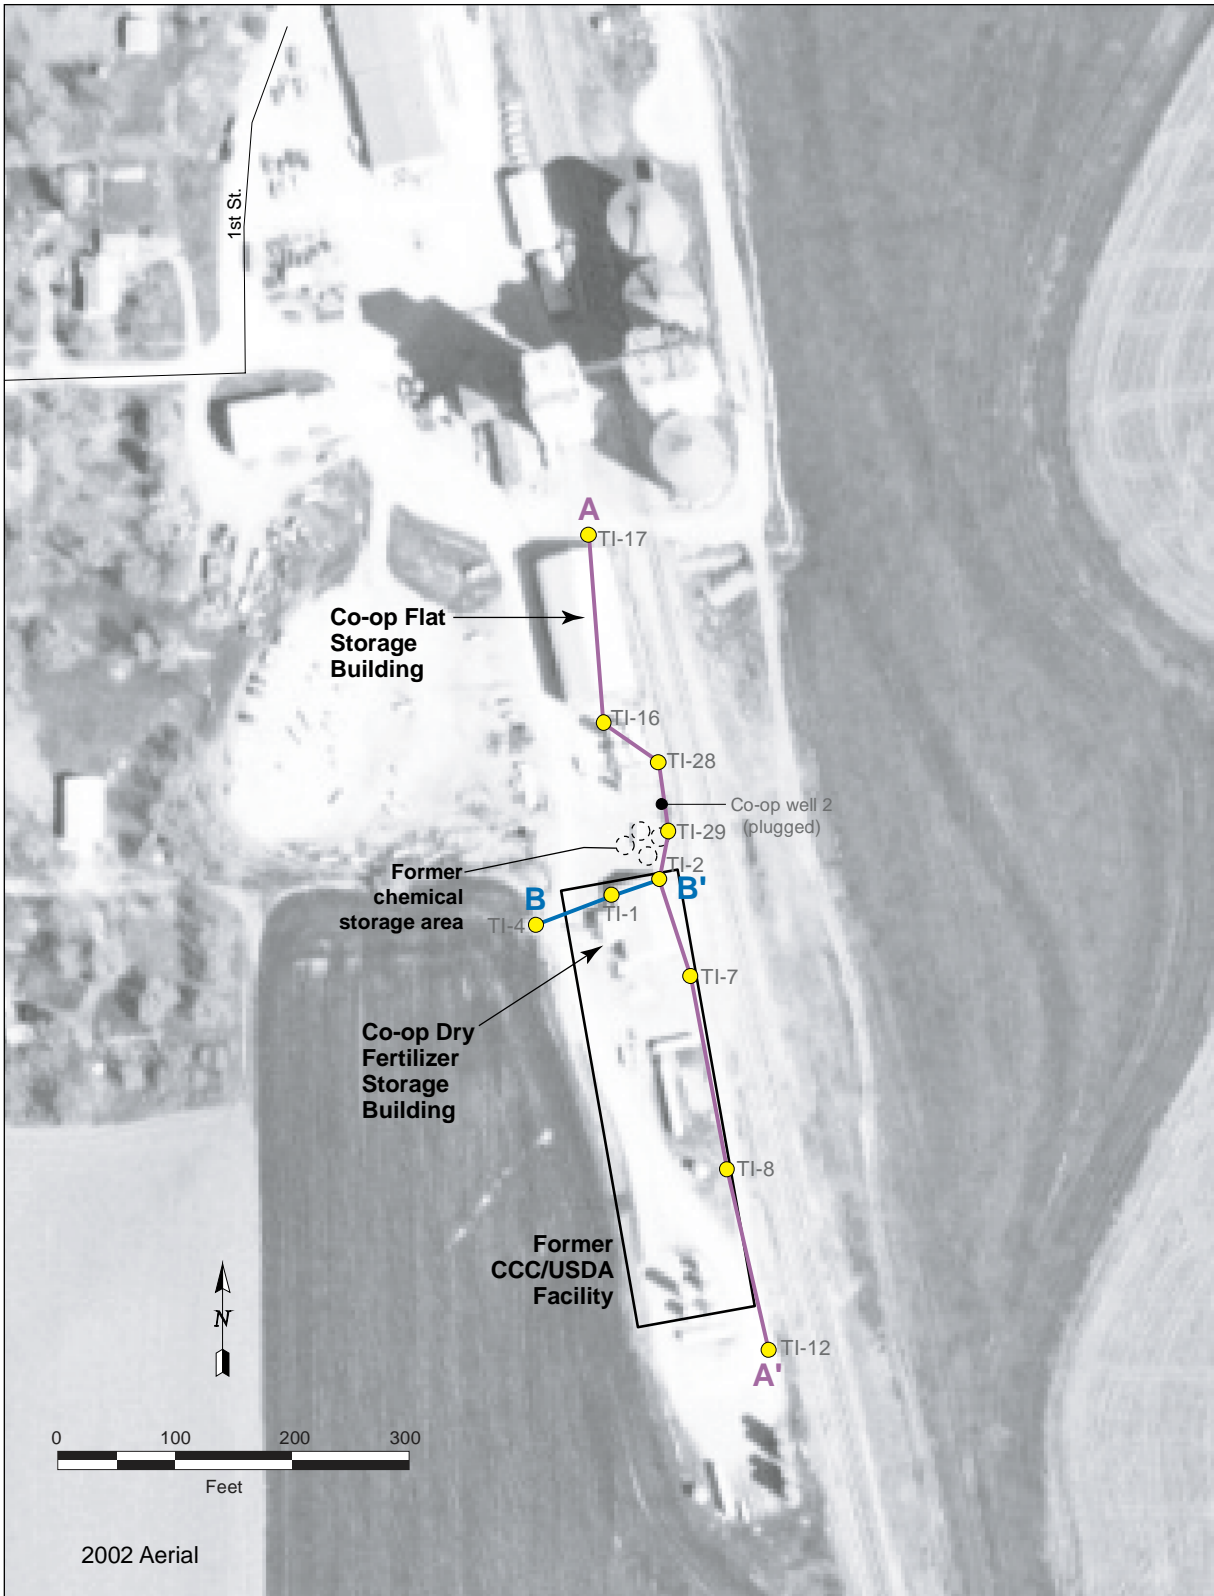 1st St.
A
TI-17
Co-op Flat
Storage
Building
TI-16
TI-28
Co-op well 2
(plugged)
TI-29
Former
chemical
storage area
TI-2
B
B'
TI-1
TI-4
TI-7
Co-op Dry
Fertilizer
Storage
Building
TI-8
Former
CCC/USDA
Facility
N
TI-12
A'
0 100 200 300
Feet
2002 Aerial